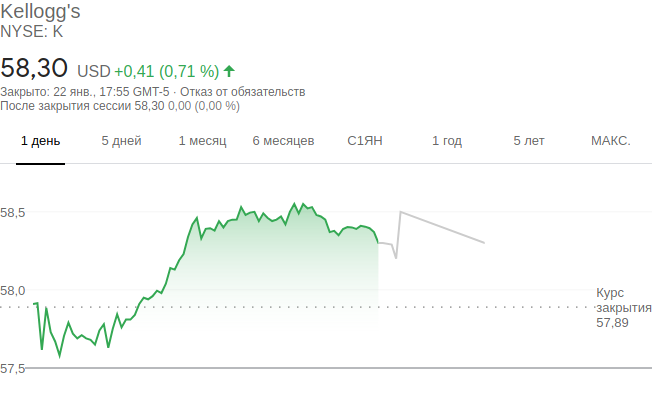 Kellogg's
NYSE: K
58,30 USD +0,41 (0,71 %)
Закрыто: 22 янв., 17:55 GMT-5 · Отказ от обязательств
После закрытия сессии 58,30 0,00 (0,00 %)
1 день 5 дней 1 месяц 6 месяцев С1ЯН 1 год 5 лет МАКС.
58,5
58,0
Курс
закрытия
57,89
57,5